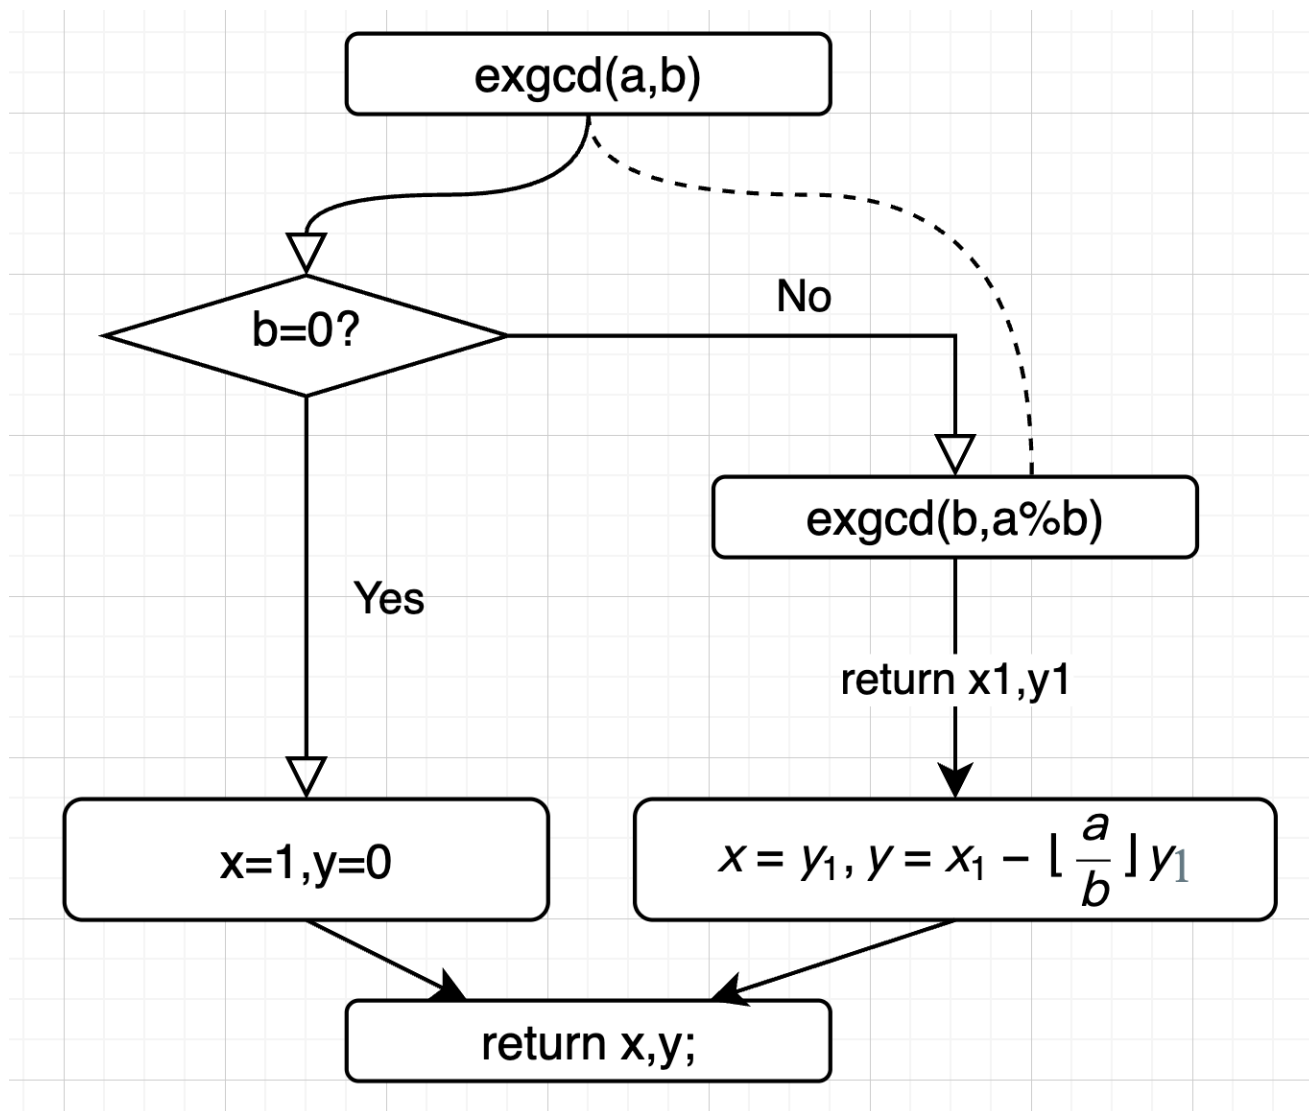 exgcd(a,b)
b=0?
No
exgcd(b,a%b)
Yes
return x1,y1
x=1,y=0
x = y₁, y = x₁ − ⌊a/b⌋y₁
return x,y;